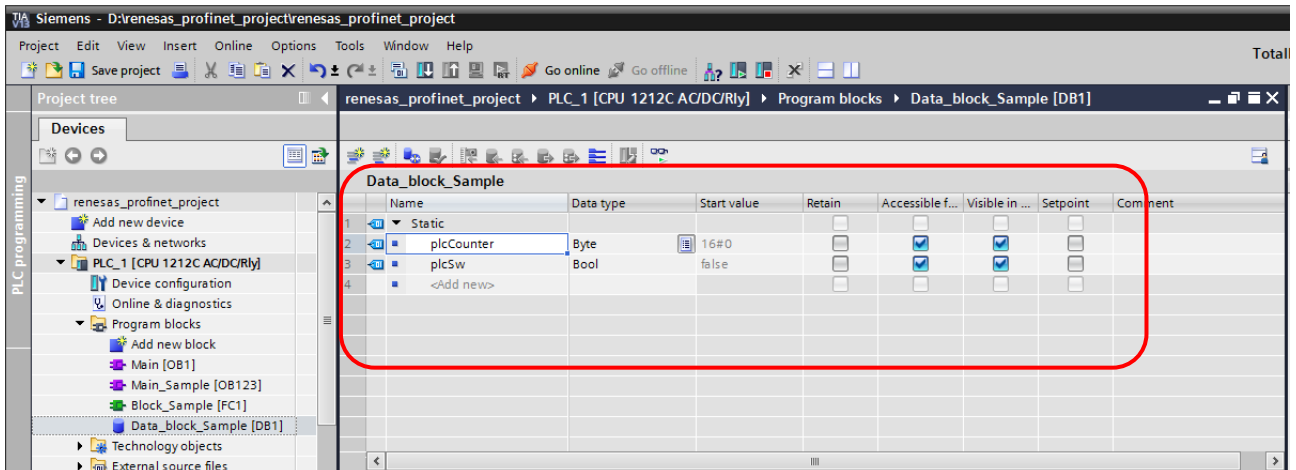 TIA V13 Siemens - D:\renesas_profinet_project\renesas_profinet_project
Project Edit View Insert Online Options Tools Window Help
Save project Go online Go offline
Project tree
renesas_profinet_project PLC_1 [CPU 1212C AC/DC/Rly] Program blocks Data_block_Sample [DB1]
Devices
PLC programming
Data_block_Sample
Name Data type Start value Retain Accessible f... Visible in ... Setpoint Comment
1 Static
2 plcCounter Byte 16#0
3 plcSw Bool false
4 <Add new>
renesas_profinet_project
Add new device
Devices & networks
PLC_1 [CPU 1212C AC/DC/Rly]
Device configuration
Online & diagnostics
Program blocks
Add new block
Main [OB1]
Main_Sample [OB123]
Block_Sample [FC1]
Data_block_Sample [DB1]
Technology objects
External source files